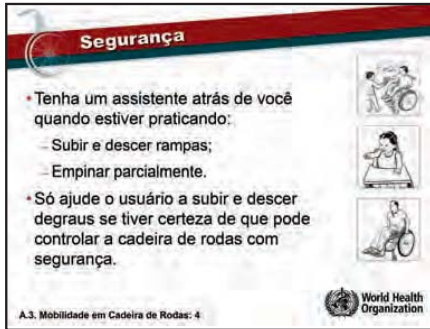 Segurança
• Tenha um assistente atrás de você
quando estiver praticando:
– Subir e descer rampas;
– Empinar parcialmente.
• Só ajude o usuário a subir e descer
degraus se tiver certeza de que pode
controlar a cadeira de rodas com
segurança.
A.3. Mobilidade em Cadeira de Rodas: 4
World Health
Organization